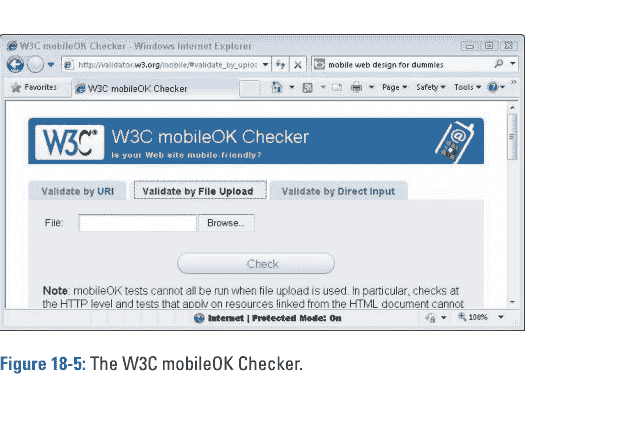 W3C mobileOK Checker - Windows Internet Explorer
http://validator.w3.org/mobile/#validate_by_uploa
mobile web design for dummies
Favorites
W3C mobileOK Checker
Page
Safety
Tools
W3C® W3C mobileOK Checker
Is your Web site mobile-friendly?
Validate by URI
Validate by File Upload
Validate by Direct Input
File:
Browse...
Check
Note: mobileOK tests cannot all be run when file upload is used. In particular, checks at
the HTTP level and tests that apply on resources linked from the HTML document cannot
Internet | Protected Mode: On
100%
Figure 18-5: The W3C mobileOK Checker.